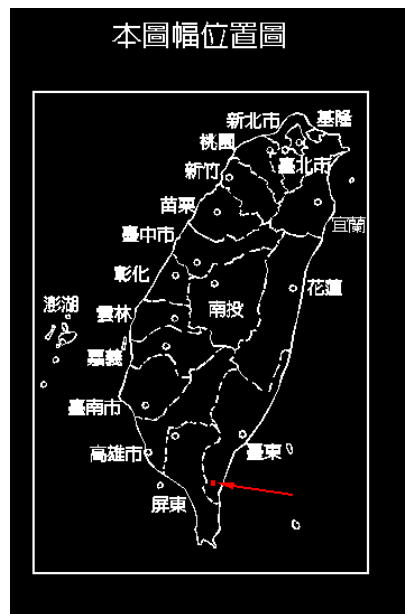 本圖幅位置圖
基隆
新北市
桃園
臺北市
新竹
苗栗
宜蘭
臺中市
彰化
花蓮
澎湖
雲林
南投
嘉義
臺南市
高雄市
臺東
屏東